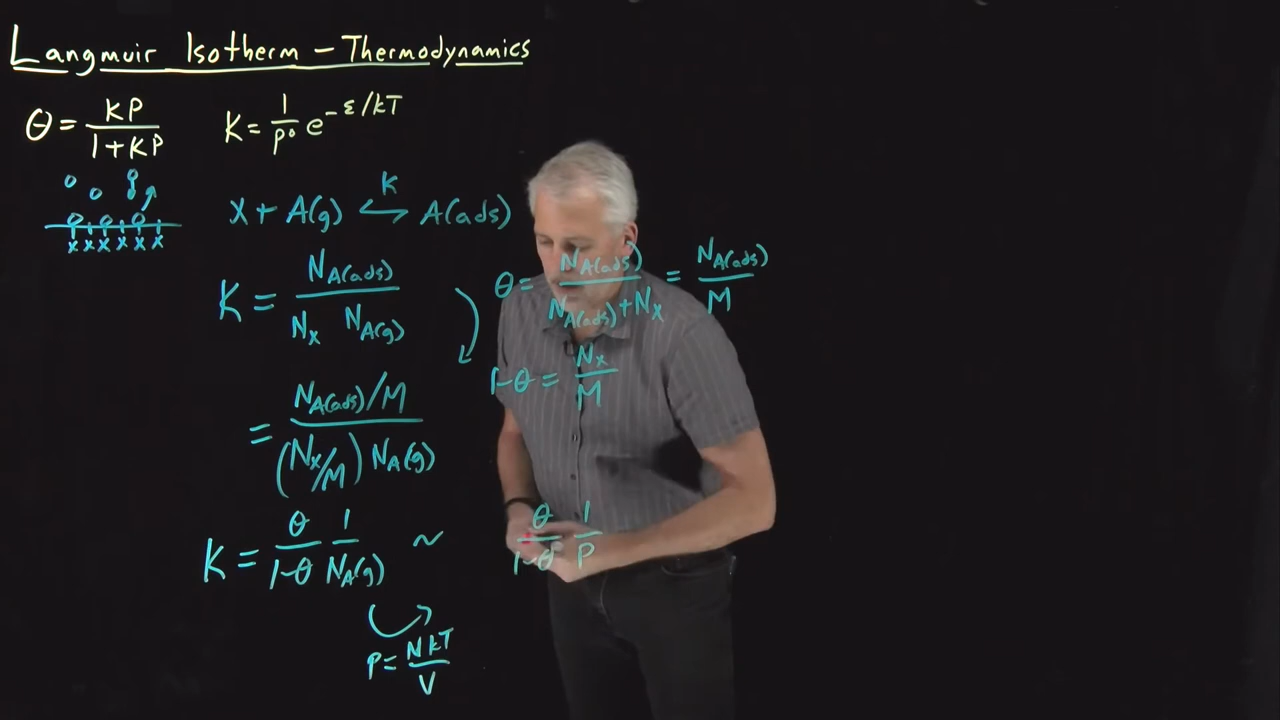 Langmuir Isotherm – Thermodynamics
θ = KP / 1+KP    K = 1/P° e^(-ε/kT)
x x x x x x
X + A(g) ⇌ A(ads)    K
K = N_A(ads) / N_X N_A(g)    θ = N_A(ads) / N_A(ads) + N_X = N_A(ads) / M
1-θ = N_X / M
= N_A(ads)/M / (N_X/M) N_A(g)
K = θ/1-θ 1/N_A(g) ~ θ/1-θ 1/P
P = NkT / V